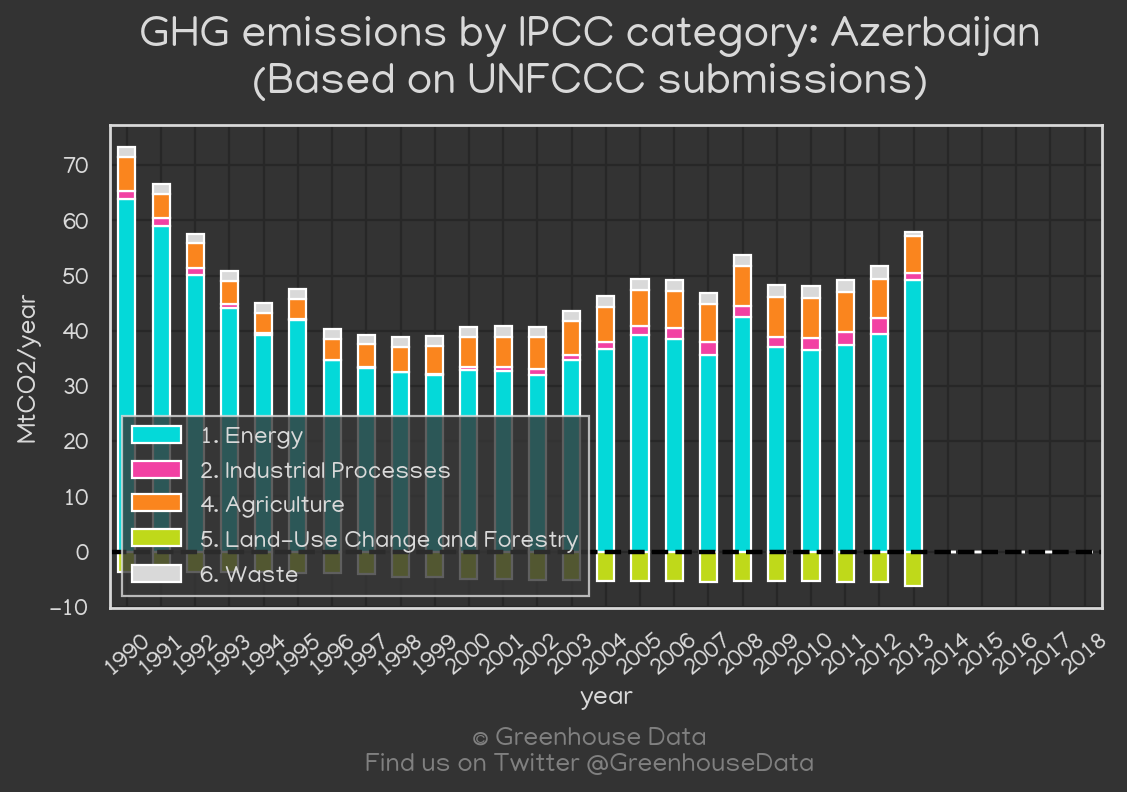 GHG emissions by IPCC category: Azerbaijan
(Based on UNFCCC submissions)
MtCO2/year
70
60
50
40
30
20
10
0
−10
1. Energy
2. Industrial Processes
4. Agriculture
5. Land−Use Change and Forestry
6. Waste
1990 1991 1992 1993 1994 1995 1996 1997 1998 1999 2000 2001 2002 2003 2004 2005 2006 2007 2008 2009 2010 2011 2012 2013 2014 2015 2016 2017 2018
year
© Greenhouse Data
Find us on Twitter @GreenhouseData